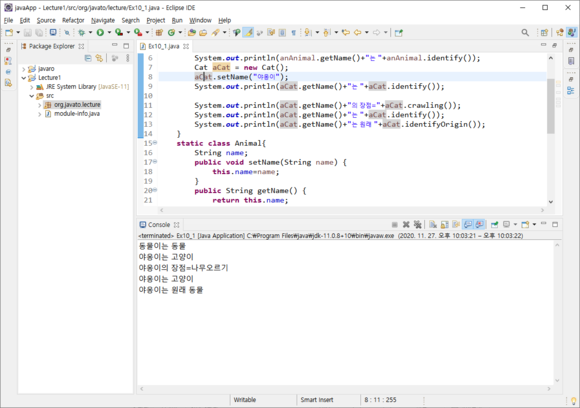 javaApp - Lecture1/src/org/javato/lecture/Ex10_1.java - Eclipse IDE
File Edit Source Refactor Navigate Search Project Run Window Help
Package Explorer
javaro
Lecture1
JRE System Library [JavaSE-11]
src
org.javato.lecture
module-info.java
Ex10_1.java
6 System.out.println(anAnimal.getName()+"는 "+anAnimal.identify());
7 Cat aCat = new Cat();
8 aCat.setName("야옹이");
9 System.out.println(aCat.getName()+"는 "+aCat.identify());
10
11 System.out.println(aCat.getName()+"의 장점="+aCat.crawling());
12 System.out.println(aCat.getName()+"는 "+aCat.identify());
13 System.out.println(aCat.getName()+"는 원래 "+aCat.identifyOrigin());
14 }
15 static class Animal{
16 String name;
17 public void setName(String name) {
18 this.name=name;
19 }
20 public String getName() {
21 return this.name;
Console
<terminated> Ex10_1 [Java Application] C:₩Program Files₩java₩jdk-11.0.8+10₩bin₩javaw.exe (2020. 11. 27. 오후 10:03:21 – 오후 10:03:22)
동물이는 동물
야옹이는 고양이
야옹이의 장점=나무오르기
야옹이는 고양이
야옹이는 원래 동물
Writable Smart Insert 8 : 11 : 255